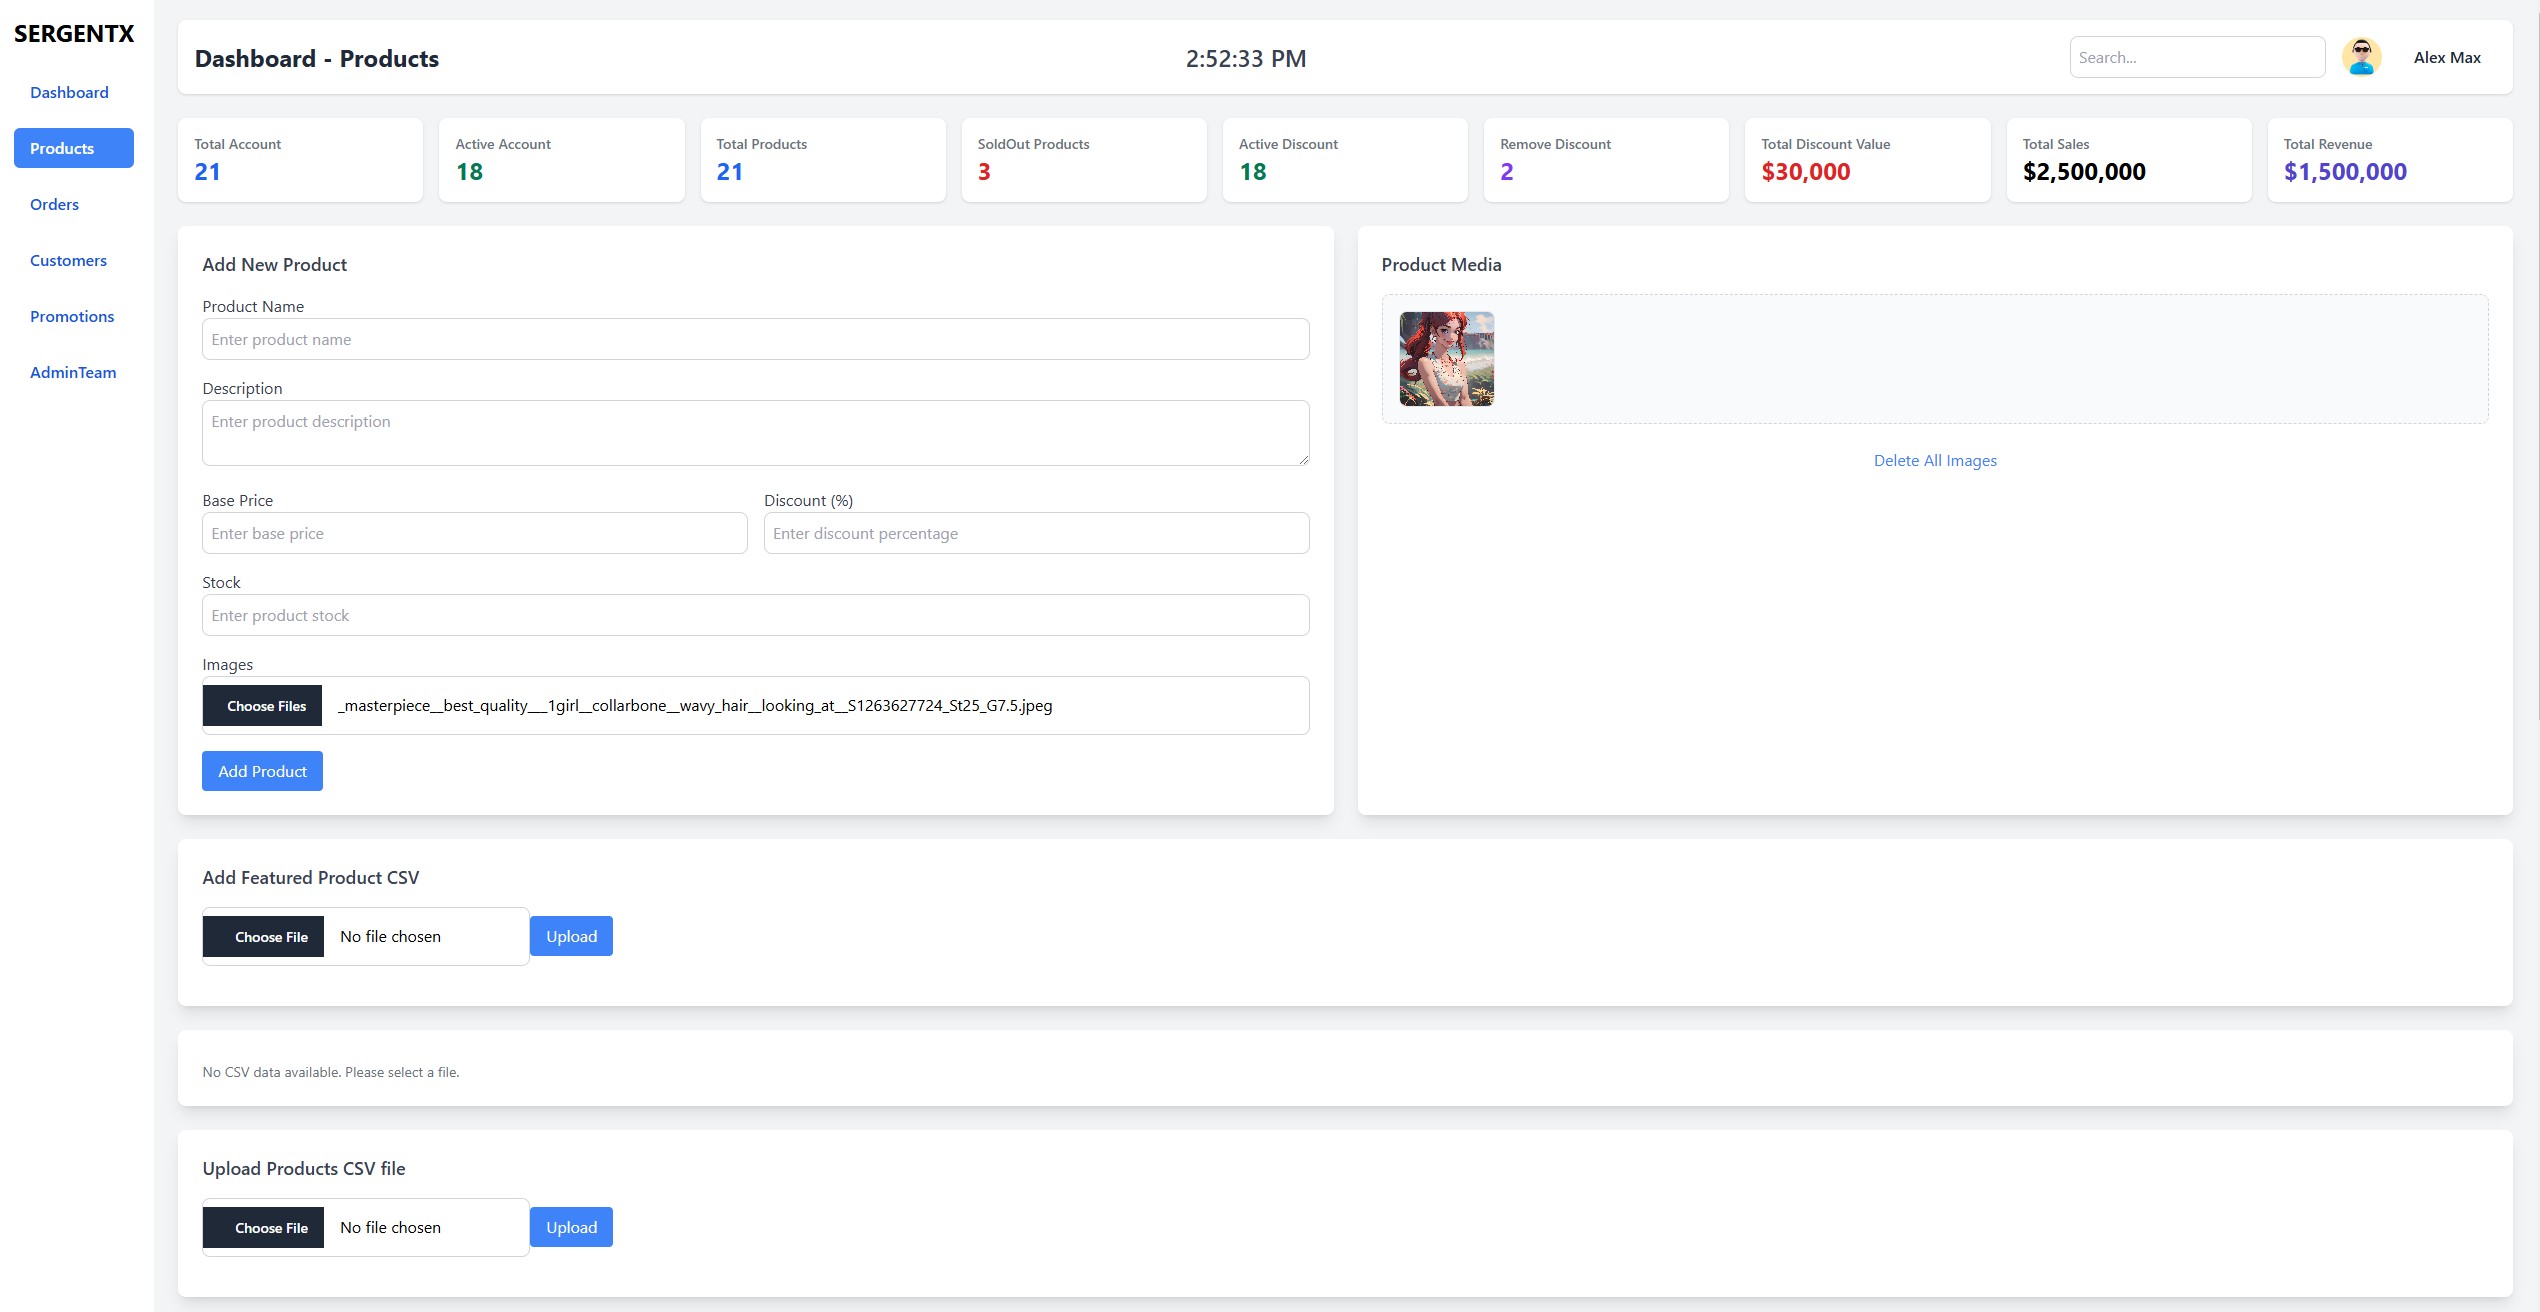 SERGENTX
Dashboard
Products
Orders
Customers
Promotions
AdminTeam
Dashboard - Products
2:52:33 PM
Search...
Alex Max
Total Account
21
Active Account
18
Total Products
21
SoldOut Products
3
Active Discount
18
Remove Discount
2
Total Discount Value
$30,000
Total Sales
$2,500,000
Total Revenue
$1,500,000
Add New Product
Product Name
Enter product name
Description
Enter product description
Base Price
Enter base price
Discount (%)
Enter discount percentage
Stock
Enter product stock
Images
Choose Files
_masterpiece__best_quality___1girl__collarbone__wavy_hair__looking_at__S1263627724_St25_G7.5.jpeg
Add Product
Product Media
Delete All Images
Add Featured Product CSV
Choose File
No file chosen
Upload
No CSV data available. Please select a file.
Upload Products CSV file
Choose File
No file chosen
Upload